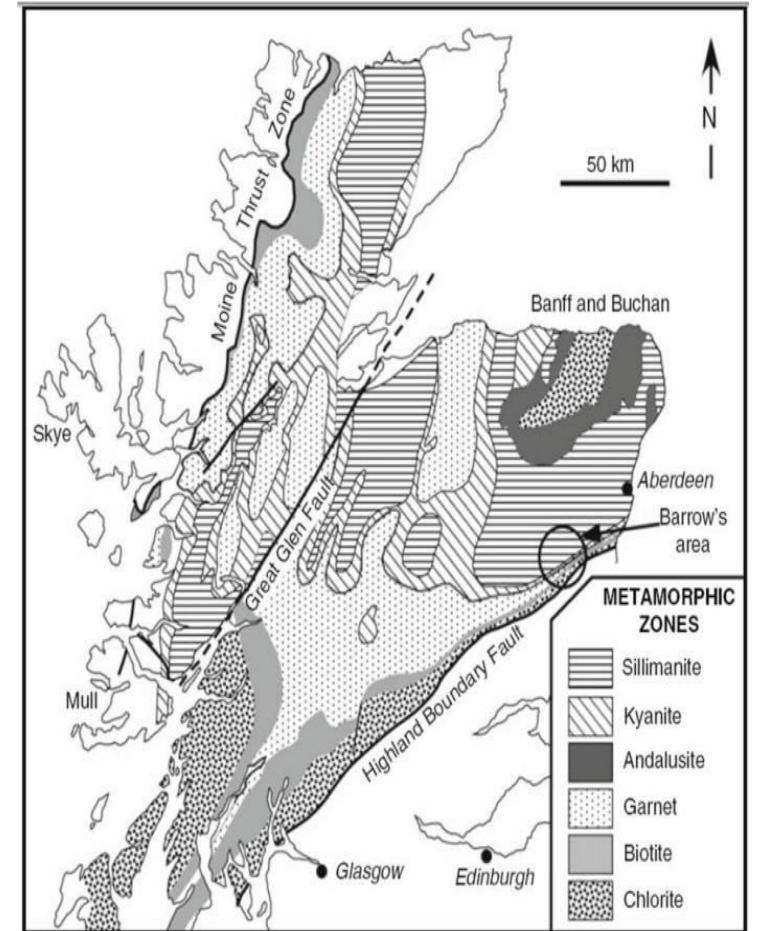 N
50 km
Moine Thrust Zone
Banff and Buchan
Skye
Great Glen Fault
Aberdeen
Barrow's
area
Mull
Highland Boundary Fault
Glasgow
Edinburgh
METAMORPHIC
ZONES
Sillimanite
Kyanite
Andalusite
Garnet
Biotite
Chlorite